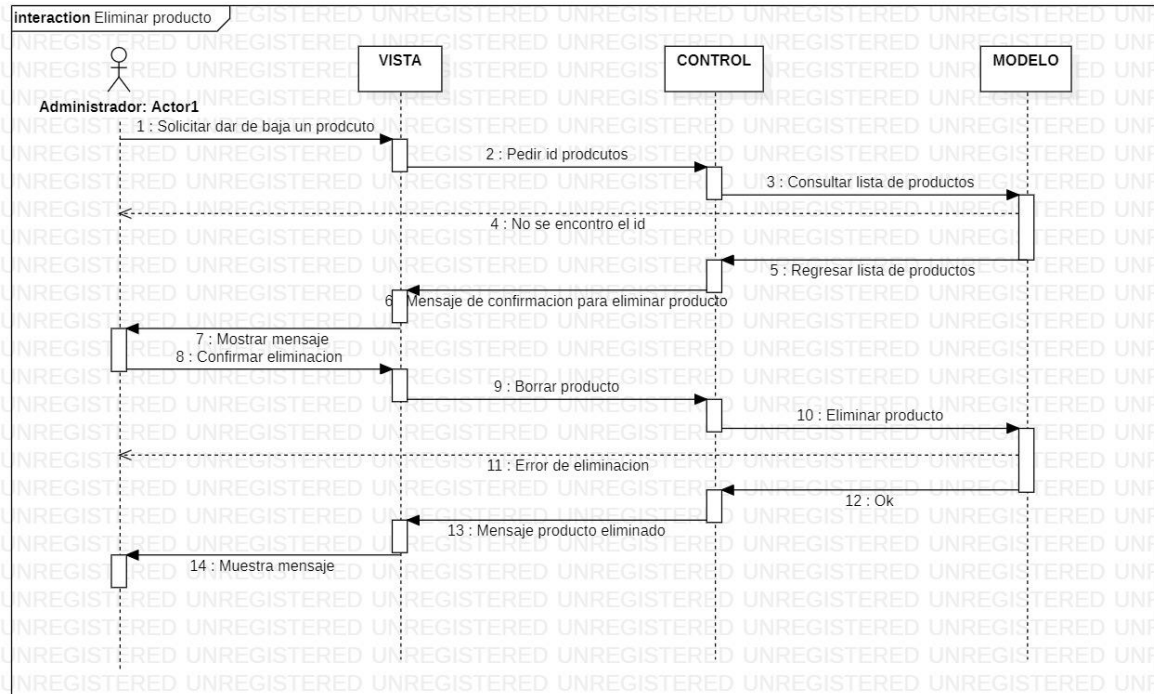 interaction Eliminar producto
VISTA
CONTROL
MODELO
Administrador: Actor1
1 : Solicitar dar de baja un prodcuto
2 : Pedir id prodcutos
3 : Consultar lista de productos
4 : No se encontro el id
5 : Regresar lista de productos
6 : Mensaje de confirmacion para eliminar producto
7 : Mostrar mensaje
8 : Confirmar eliminacion
9 : Borrar producto
10 : Eliminar producto
11 : Error de eliminacion
12 : Ok
13 : Mensaje producto eliminado
14 : Muestra mensaje
UNREGISTERED